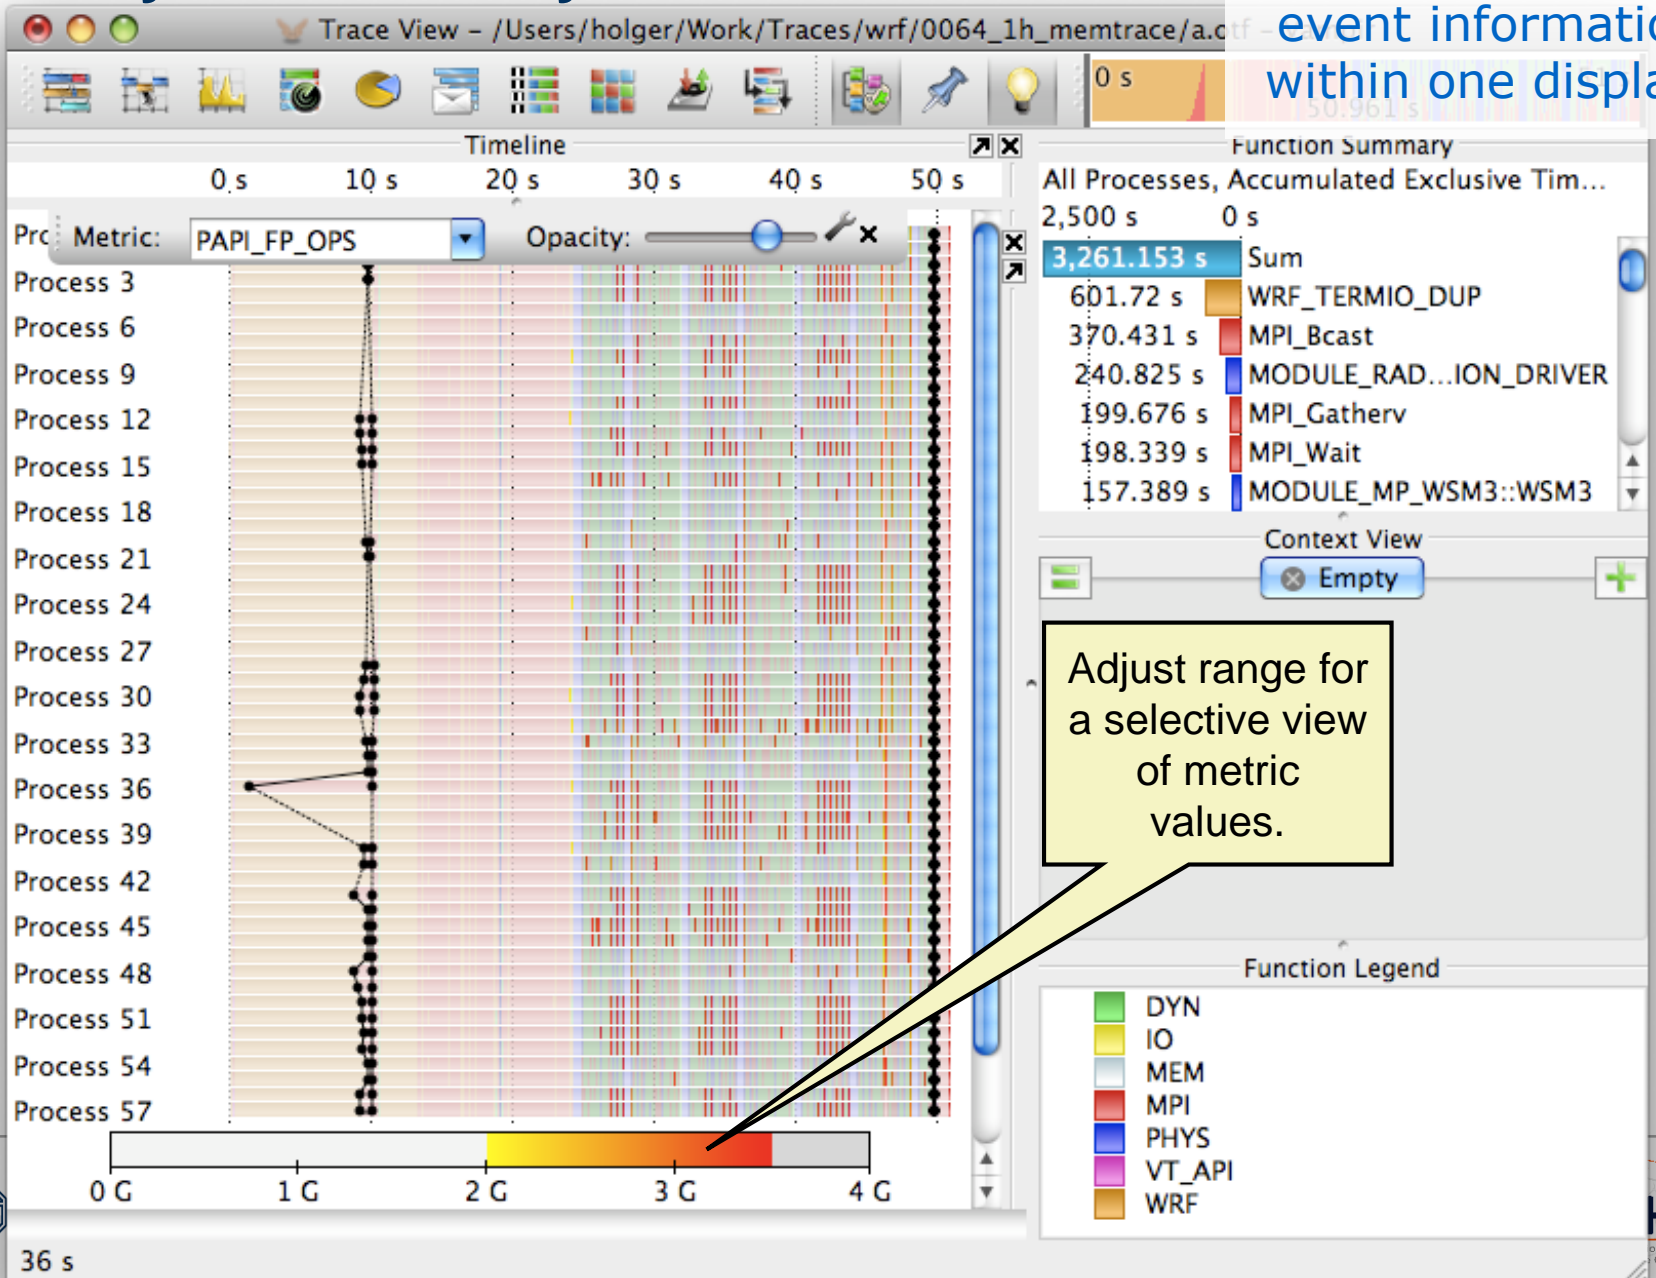 event informatio
within one displa
Trace View - /Users/holger/Work/Traces/wrf/0064_1h_memtrace/a.otf -
0 s
50.961 s
Timeline
0 s 10 s 20 s 30 s 40 s 50 s
Metric: PAPI_FP_OPS Opacity:
Process 3
Process 6
Process 9
Process 12
Process 15
Process 18
Process 21
Process 24
Process 27
Process 30
Process 33
Process 36
Process 39
Process 42
Process 45
Process 48
Process 51
Process 54
Process 57
0 G 1 G 2 G 3 G 4 G
36 s
Function Summary
All Processes, Accumulated Exclusive Tim...
2,500 s 0 s
3,261.153 s Sum
601.72 s WRF_TERMIO_DUP
370.431 s MPI_Bcast
240.825 s MODULE_RAD...ION_DRIVER
199.676 s MPI_Gatherv
198.339 s MPI_Wait
157.389 s MODULE_MP_WSM3::WSM3
Context View
Empty
Adjust range for
a selective view
of metric
values.
Function Legend
DYN
IO
MEM
MPI
PHYS
VT_API
WRF